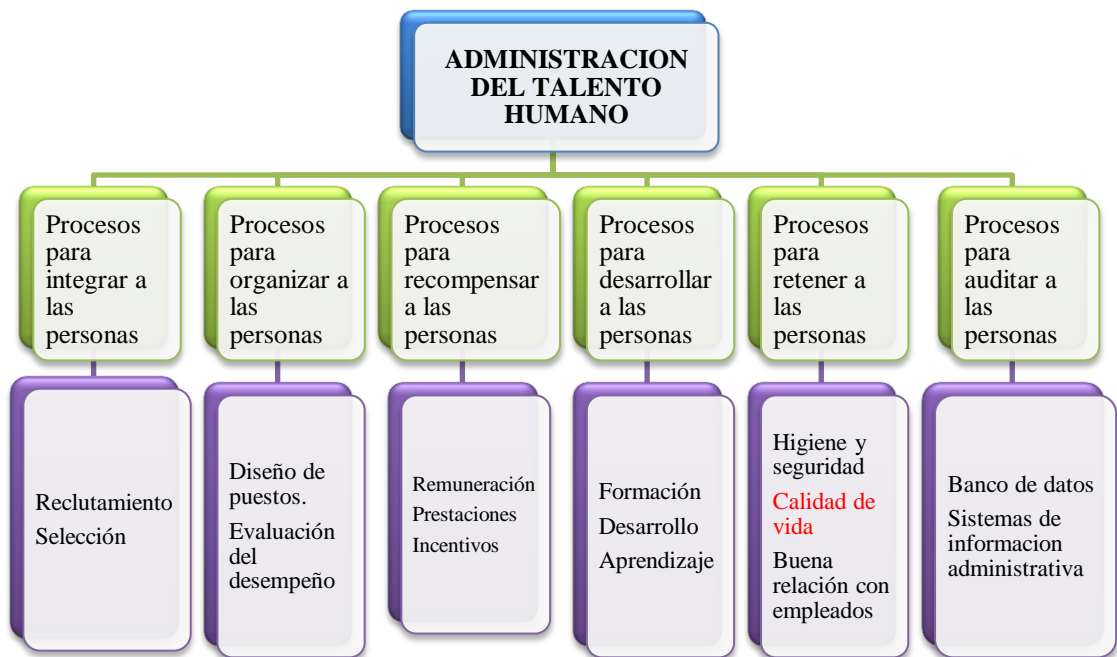 ADMINISTRACION
DEL TALENTO
HUMANO
Procesos
para
integrar a
las
personas
Procesos
para
organizar a
las
personas
Procesos
para
recompensar
a las
personas
Procesos
para
desarrollar
a las
personas
Procesos
para
retener a
las
personas
Procesos
para
auditar a
las
personas
Reclutamiento
Selección
Diseño de
puestos.
Evaluación
del
desempeño
Remuneración
Prestaciones
Incentivos
Formación
Desarrollo
Aprendizaje
Higiene y
seguridad
Calidad de
vida
Buena
relación con
empleados
Banco de datos
Sistemas de
informacion
administrativa